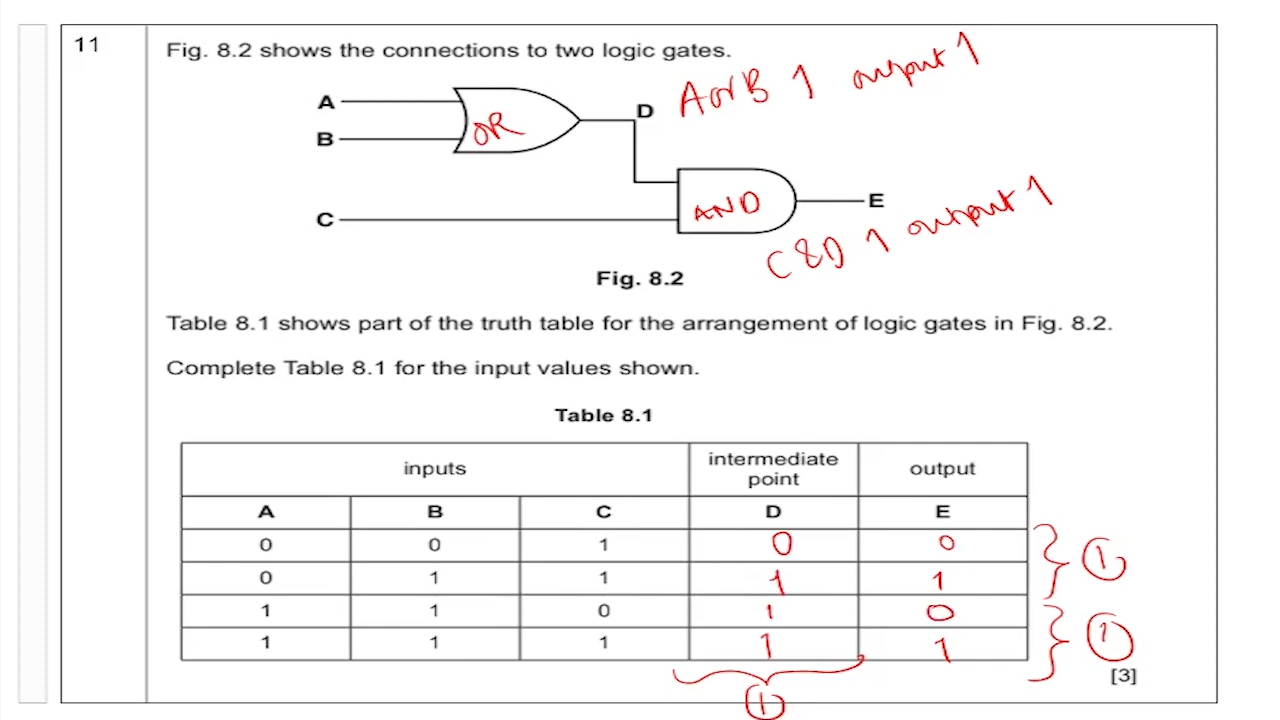 11
Fig. 8.2 shows the connections to two logic gates.
A or B 1 output 1
A
D
OR
B
E
AND
C
C & D 1 output 1
Fig. 8.2
Table 8.1 shows part of the truth table for the arrangement of logic gates in Fig. 8.2.
Complete Table 8.1 for the input values shown.
Table 8.1
inputs intermediate point output
A B C D E
0 0 1 0 0
0 1 1 1 1
1
1 1 0 1 0
1 1 1 1 1
1
[3]
1